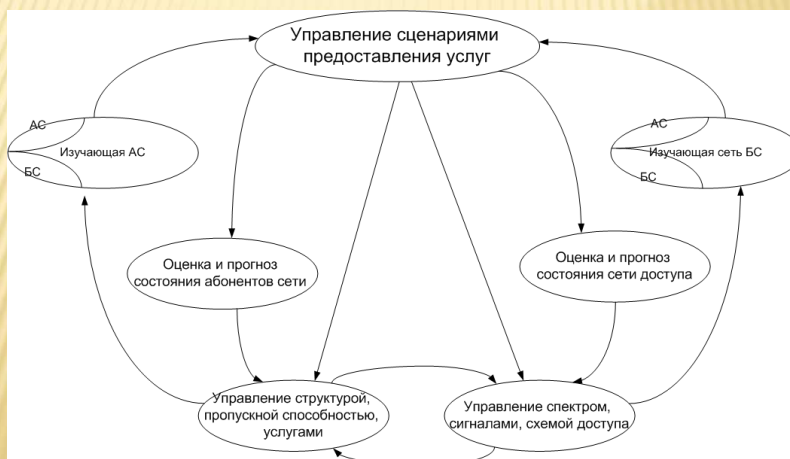 Управление сценариями
предоставления услуг
АС
Изучающая АС
БС
АС
Изучающая сеть БС
БС
Оценка и прогноз
состояния абонентов сети
Оценка и прогноз
состояния сети доступа
Управление структурой,
пропускной способностью,
услугами
Управление спектром,
сигналами, схемой доступа